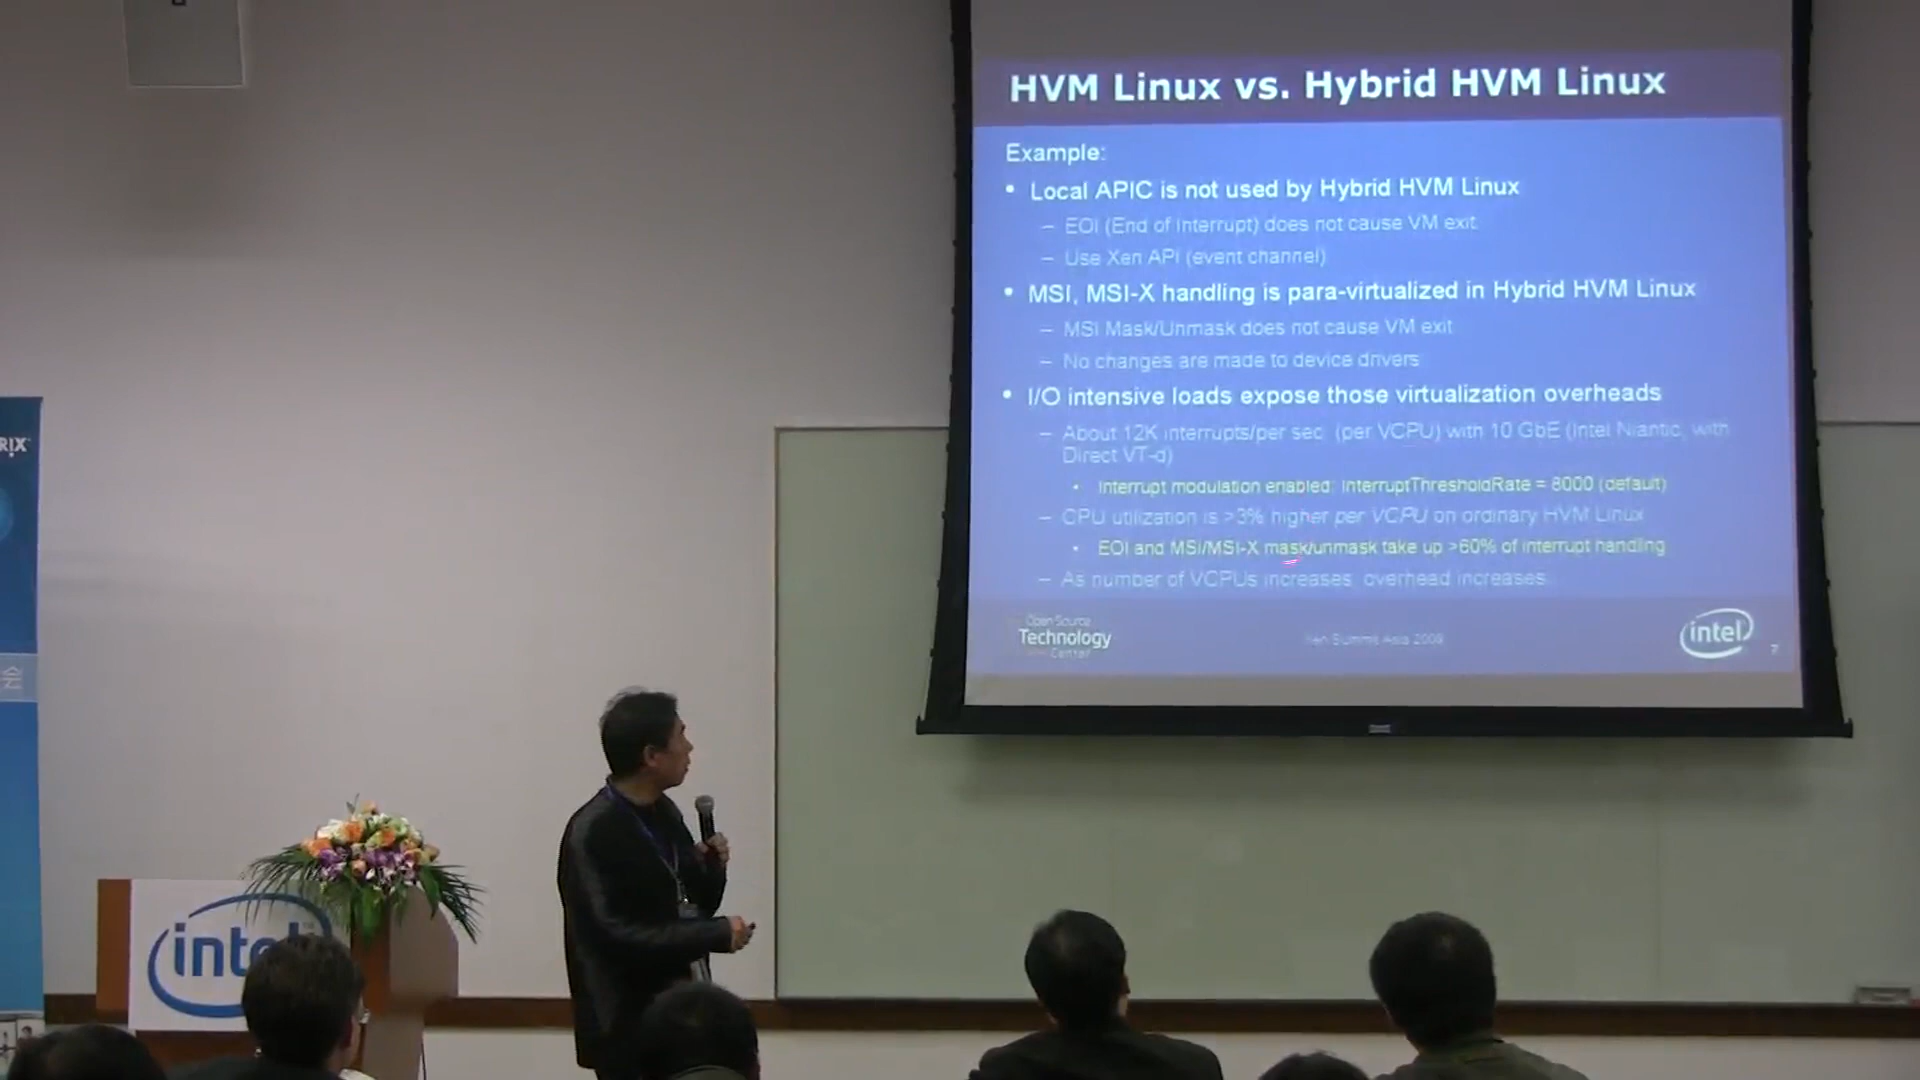 HVM Linux vs. Hybrid HVM Linux
Example:
• Local APIC is not used by Hybrid HVM Linux
– EOI (End of Interrupt) does not cause VM exit
– Use Xen API (event channel)
• MSI, MSI-X handling is para-virtualized in Hybrid HVM Linux
– MSI Mask/Unmask does not cause VM exit
– No changes are made to device drivers
• I/O intensive loads expose those virtualization overheads
– About 12K interrupts/per sec (per VCPU) with 10 GbE (Intel Niantic, with
Direct VT-d)
• Interrupt modulation enabled: InterruptThresholdRate = 8000 (default)
– CPU utilization is >3% higher per VCPU on ordinary HVM Linux
• EOI and MSI/MSI-X mask/unmask take up >60% of interrupt handling
– As number of VCPUs increases, overhead increases
Open Source
Technology
Center
Xen Summit Asia 2009
intel
7
RIX
intel